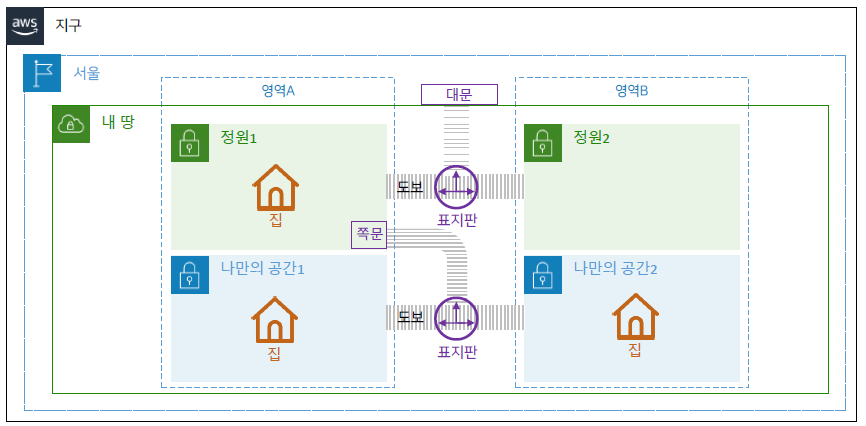 aws
지구
서울
영역A
대문
영역B
내 땅
정원1
정원2
집
도보
표지판
쪽문
나만의 공간1
나만의 공간2
집
도보
표지판
집